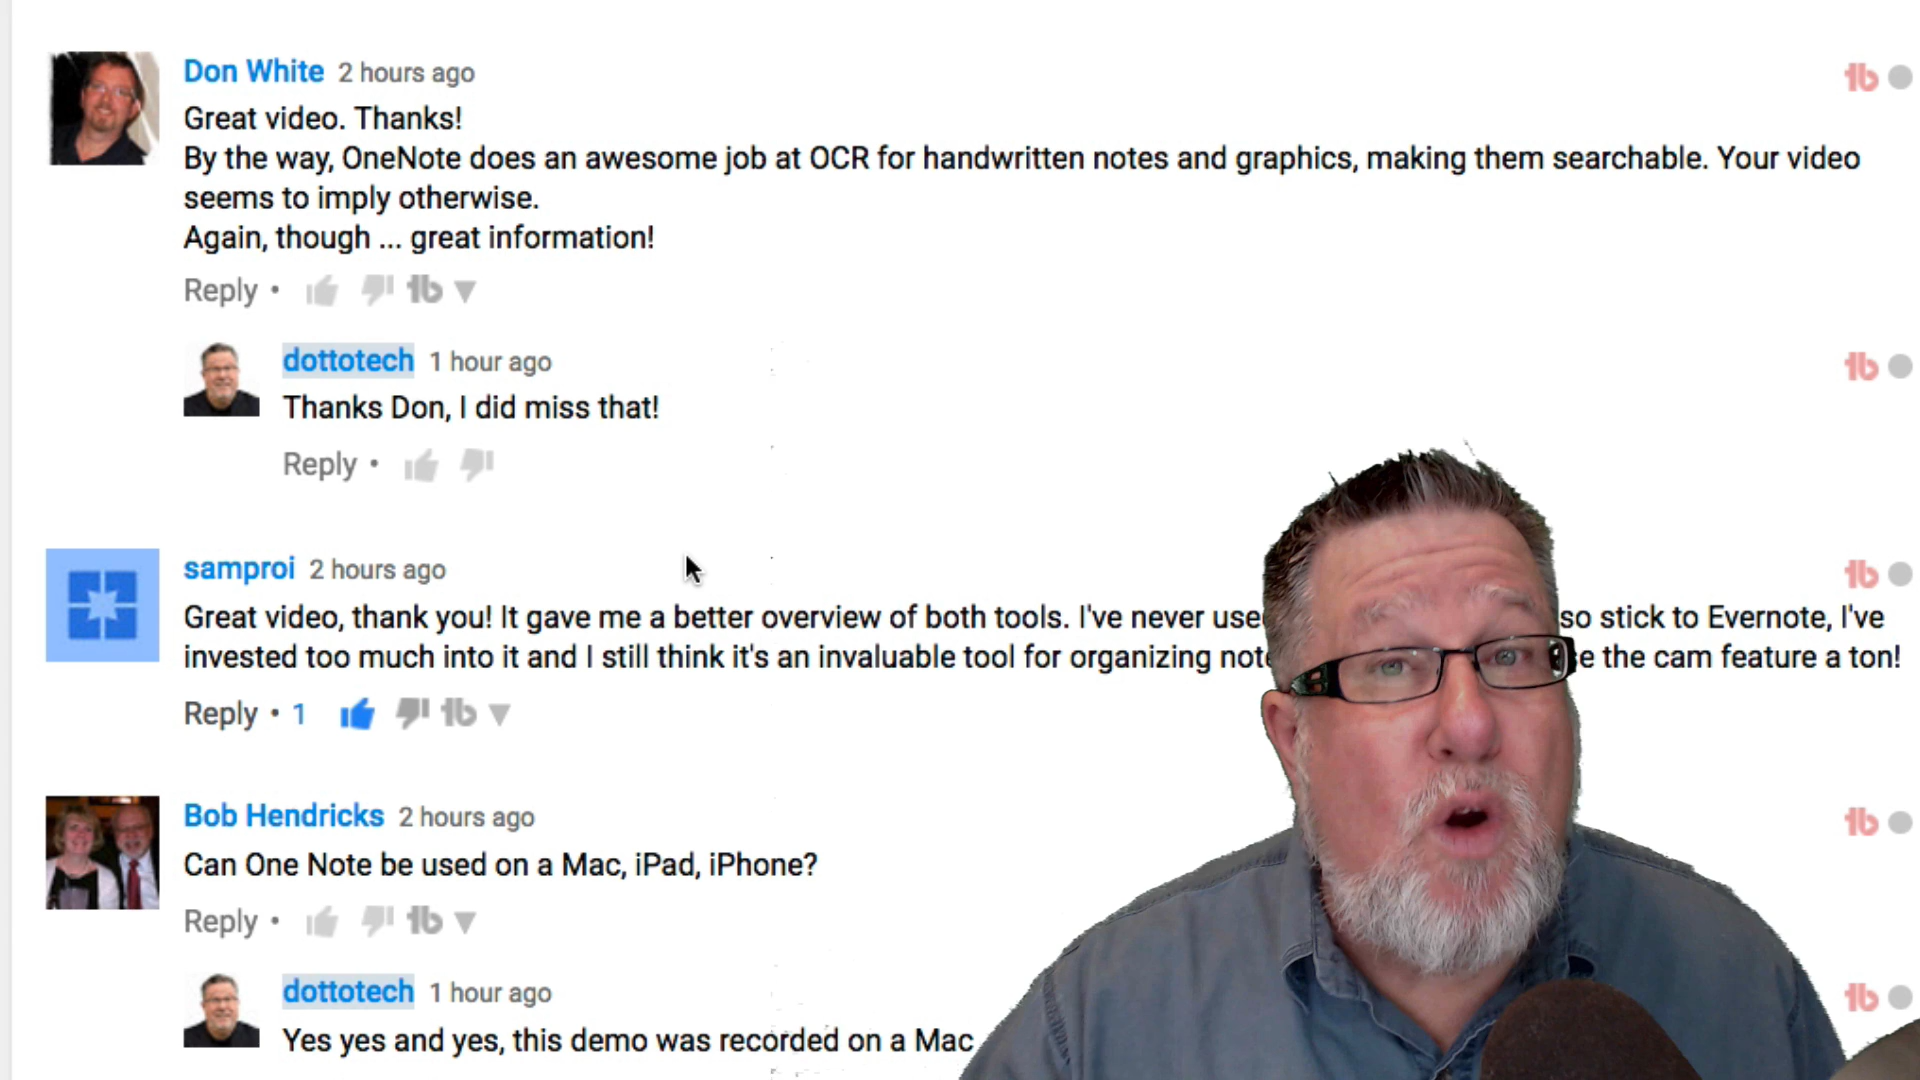 Don White 2 hours ago
Great video. Thanks!
By the way, OneNote does an awesome job at OCR for handwritten notes and graphics, making them searchable. Your video
seems to imply otherwise.
Again, though ... great information!
Reply •
dottotech 1 hour ago
Thanks Don, I did miss that!
Reply •
samproi 2 hours ago
Great video, thank you! It gave me a better overview of both tools. I've never so stick to Evernote, I've
invested too much into it and I still think it's an invaluable tool for organizing the cam feature a ton!
Reply • 1
Bob Hendricks 2 hours ago
Can One Note be used on a Mac, iPad, iPhone?
Reply •
dottotech 1 hour ago
Yes yes and yes, this demo was recorded on a Mac